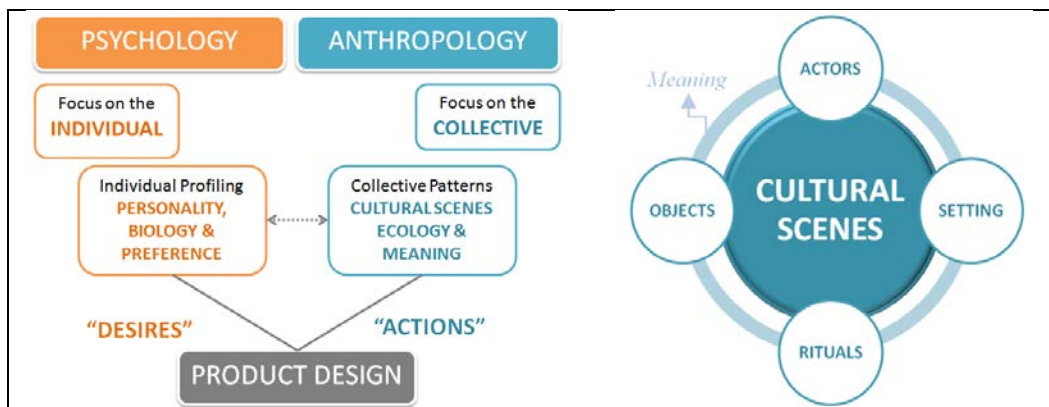 PSYCHOLOGY
ANTHROPOLOGY
Focus on the
INDIVIDUAL
Focus on the
COLLECTIVE
Individual Profiling
PERSONALITY,
BIOLOGY &
PREFERENCE
Collective Patterns
CULTURAL SCENES
ECOLOGY &
MEANING
"DESIRES"
"ACTIONS"
PRODUCT DESIGN
Meaning
ACTORS
OBJECTS
CULTURAL
SCENES
SETTING
RITUALS